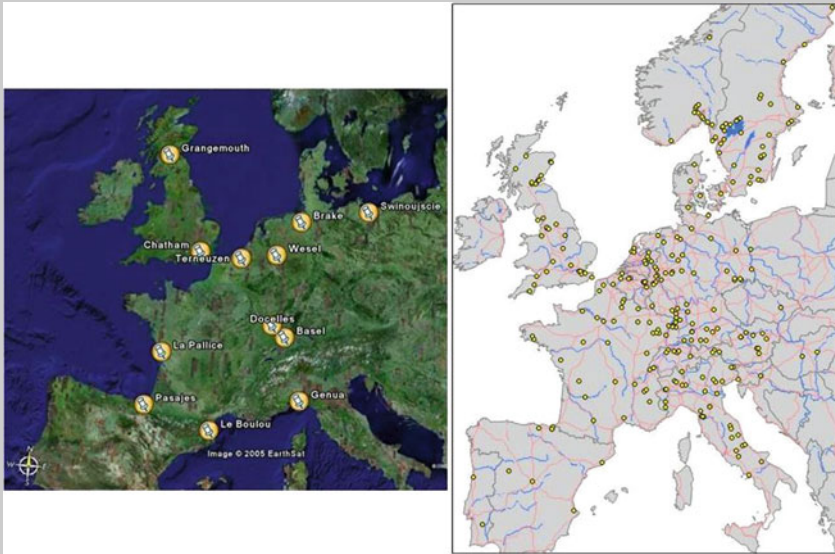 Grangemouth
Swinoujscie
Brake
Chatham
Wesel
Terneuzen
Docelles
Basel
La Pallice
Genua
Pasajes
Le Boulou
Image © 2005 EarthSat
N
W
E
S